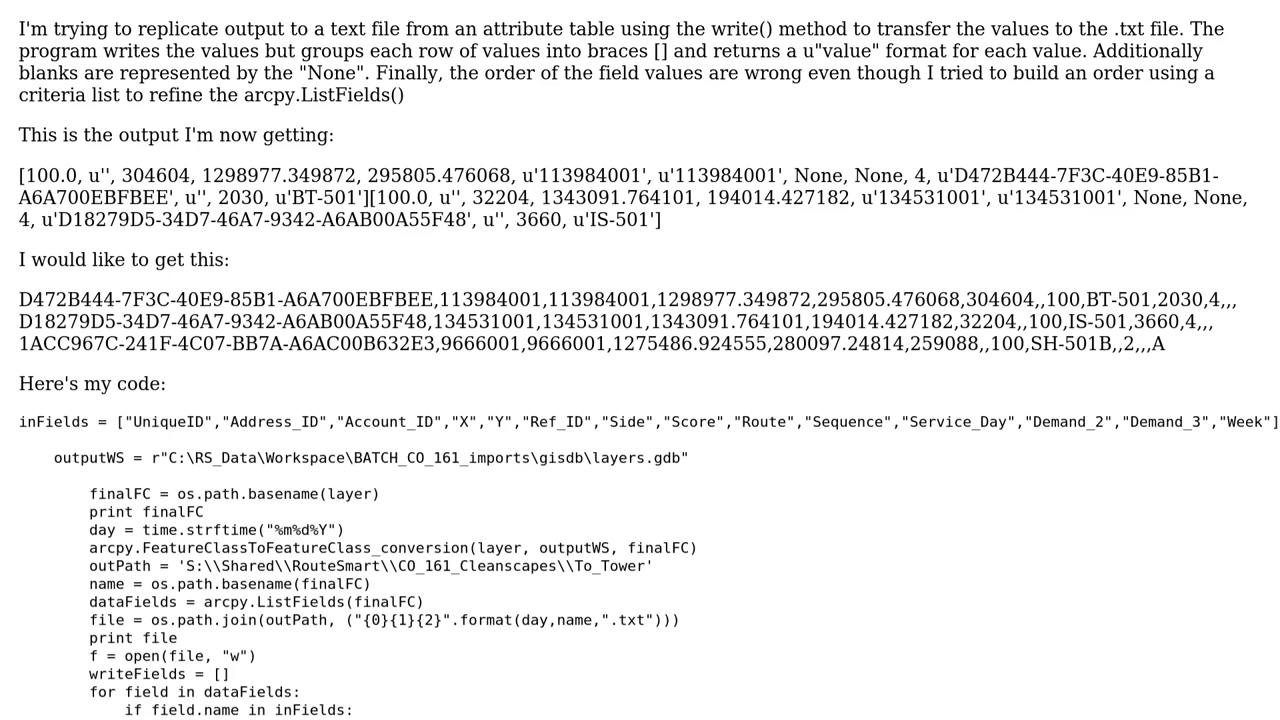 I'm trying to replicate output to a text file from an attribute table using the write() method to transfer the values to the .txt file. The
program writes the values but groups each row of values into braces [] and returns a u"value" format for each value. Additionally
blanks are represented by the "None". Finally, the order of the field values are wrong even though I tried to build an order using a
criteria list to refine the arcpy.ListFields()
This is the output I'm now getting:
[100.0, u'', 304604, 1298977.349872, 295805.476068, u'113984001', u'113984001', None, None, 4, u'D472B444-7F3C-40E9-85B1-
A6A700EBFBEE', u'', 2030, u'BT-501'][100.0, u'', 32204, 1343091.764101, 194014.427182, u'134531001', u'134531001', None, None,
4, u'D18279D5-34D7-46A7-9342-A6AB00A55F48', u'', 3660, u'IS-501']
I would like to get this:
D472B444-7F3C-40E9-85B1-A6A700EBFBEE,113984001,113984001,1298977.349872,295805.476068,304604,,100,BT-501,2030,4,,,
D18279D5-34D7-46A7-9342-A6AB00A55F48,134531001,134531001,1343091.764101,194014.427182,32204,,100,IS-501,3660,4,,,
1ACC967C-241F-4C07-BB7A-A6AC00B632E3,9666001,9666001,1275486.924555,280097.24814,259088,,100,SH-501B,,2,,,A
Here's my code:
inFields = ["UniqueID","Address_ID","Account_ID","X","Y","Ref_ID","Side","Score","Route","Sequence","Service_Day","Demand_2","Demand_3","Week"]
    outputWS = r"C:\RS_Data\Workspace\BATCH_CO_161_imports\gisdb\layers.gdb"
        finalFC = os.path.basename(layer)
        print finalFC
        day = time.strftime("%m%d%Y")
        arcpy.FeatureClassToFeatureClass_conversion(layer, outputWS, finalFC)
        outPath = 'S:\\Shared\\RouteSmart\\CO_161_Cleanscapes\\To_Tower'
        name = os.path.basename(finalFC)
        dataFields = arcpy.ListFields(finalFC)
        file = os.path.join(outPath, ("{0}{1}{2}".format(day,name,".txt")))
        print file
        f = open(file, "w")
        writeFields = []
        for field in dataFields:
            if field.name in inFields: